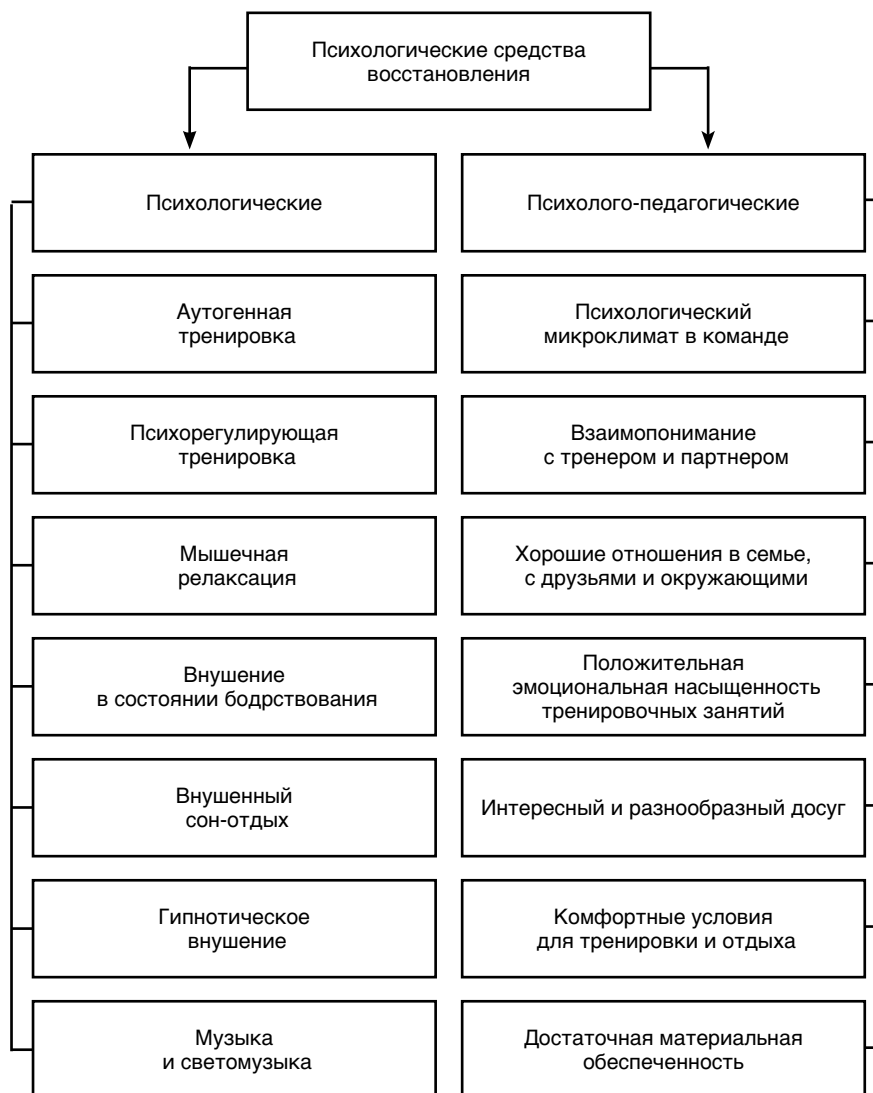 Психологические средства
восстановления
Психологические
Психолого-педагогические
Аутогенная
тренировка
Психологический
микроклимат в команде
Психорегулирующая
тренировка
Взаимопонимание
с тренером и партнером
Мышечная
релаксация
Хорошие отношения в семье,
с друзьями и окружающими
Внушение
в состоянии бодрствования
Положительная
эмоциональная насыщенность
тренировочных занятий
Внушенный
сон-отдых
Интересный и разнообразный досуг
Гипнотическое
внушение
Комфортные условия
для тренировки и отдыха
Музыка
и светомузыка
Достаточная материальная
обеспеченность